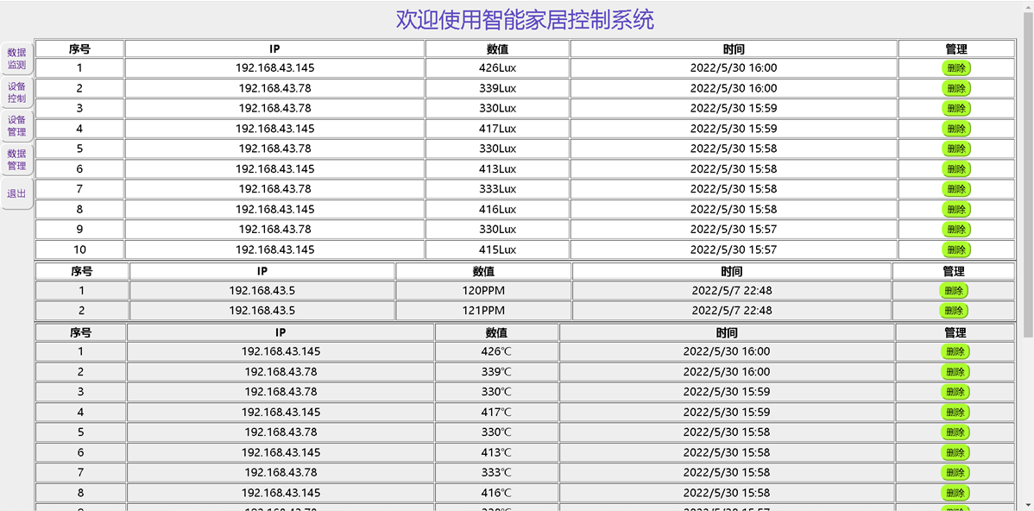 欢迎使用智能家居控制系统
数据
监测
设备
控制
设备
管理
数据
管理
退出
序号 IP 数值 时间 管理
1 192.168.43.145 426Lux 2022/5/30 16:00 删除
2 192.168.43.78 339Lux 2022/5/30 16:00 删除
3 192.168.43.78 330Lux 2022/5/30 15:59 删除
4 192.168.43.145 417Lux 2022/5/30 15:59 删除
5 192.168.43.78 330Lux 2022/5/30 15:58 删除
6 192.168.43.145 413Lux 2022/5/30 15:58 删除
7 192.168.43.78 333Lux 2022/5/30 15:58 删除
8 192.168.43.145 416Lux 2022/5/30 15:58 删除
9 192.168.43.78 330Lux 2022/5/30 15:57 删除
10 192.168.43.145 415Lux 2022/5/30 15:57 删除
序号 IP 数值 时间 管理
1 192.168.43.5 120PPM 2022/5/7 22:48 删除
2 192.168.43.5 121PPM 2022/5/7 22:48 删除
序号 IP 数值 时间 管理
1 192.168.43.145 426℃ 2022/5/30 16:00 删除
2 192.168.43.78 339℃ 2022/5/30 16:00 删除
3 192.168.43.78 330℃ 2022/5/30 15:59 删除
4 192.168.43.145 417℃ 2022/5/30 15:59 删除
5 192.168.43.78 330℃ 2022/5/30 15:58 删除
6 192.168.43.145 413℃ 2022/5/30 15:58 删除
7 192.168.43.78 333℃ 2022/5/30 15:58 删除
8 192.168.43.145 416℃ 2022/5/30 15:58 删除